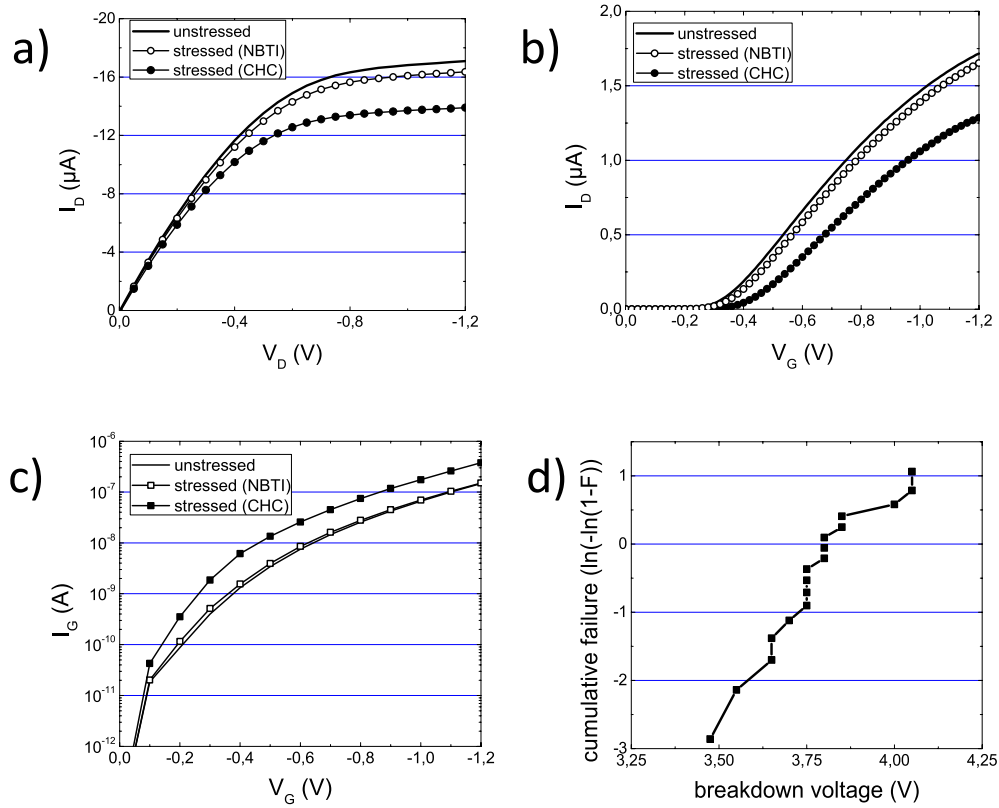 a)
-20
-16
-12
-8
-4
0
I_D (µA)
unstressed
stressed (NBTI)
stressed (CHC)
0,0 -0,4 -0,8 -1,2
V_D (V)
b)
2,0
1,5
1,0
0,5
0,0
I_D (µA)
unstressed
stressed (NBTI)
stressed (CHC)
0,0 -0,2 -0,4 -0,6 -0,8 -1,0 -1,2
V_G (V)
c)
10⁻⁶
10⁻⁷
10⁻⁸
10⁻⁹
10⁻¹⁰
10⁻¹¹
10⁻¹²
I_G (A)
unstressed
stressed (NBTI)
stressed (CHC)
0,0 -0,2 -0,4 -0,6 -0,8 -1,0 -1,2
V_G (V)
d)
1
0
-1
-2
-3
cumulative failure (ln(-ln(1-F))
3,25 3,50 3,75 4,00 4,25
breakdown voltage (V)